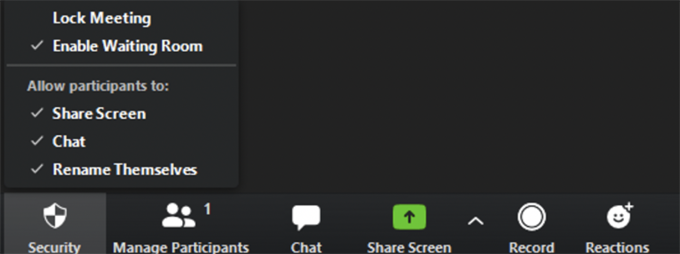 Lock Meeting
Enable Waiting Room
Allow participants to:
Share Screen
Chat
Rename Themselves
1
Security Manage Participants Chat Share Screen Record Reactions